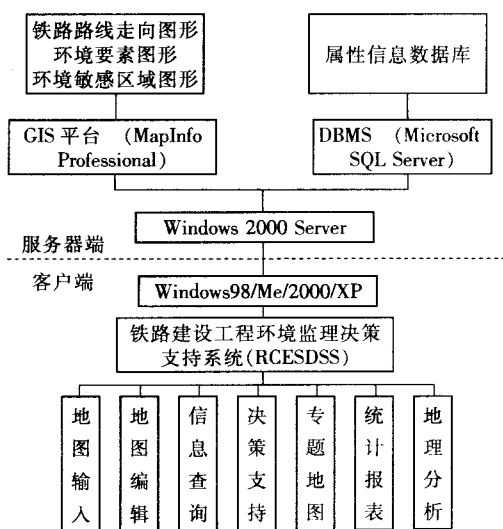 铁路路线走向图形
环境要素图形
环境敏感区域图形
属性信息数据库
GIS 平台 （MapInfo
Professional）
DBMS （Microsoft
SQL Server）
Windows 2000 Server
服务器端
客户端
Windows98/Me/2000/XP
铁路建设工程环境监理决策
支持系统(RCESDSS)
地图输入
地图编辑
信息查询
决策支持
专题地图
统计报表
地理分析